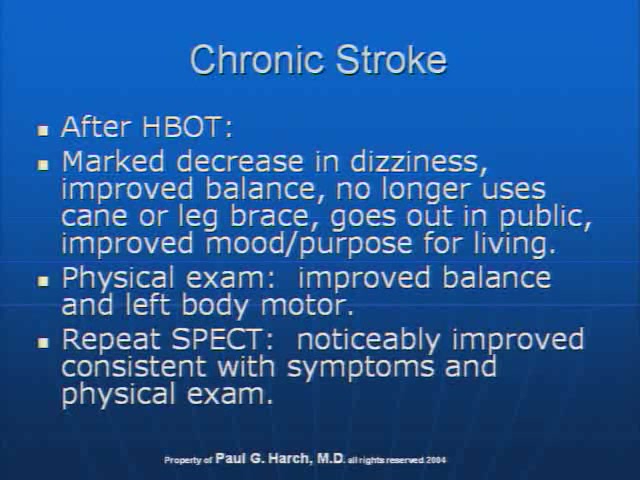 Chronic Stroke
After HBOT:
Marked decrease in dizziness,
improved balance, no longer uses
cane or leg brace, goes out in public,
improved mood/purpose for living.
Physical exam:  improved balance
and left body motor.
Repeat SPECT:  noticeably improved
consistent with symptoms and
physical exam.
Property of Paul G. Harch, M.D. all rights reserved 2004